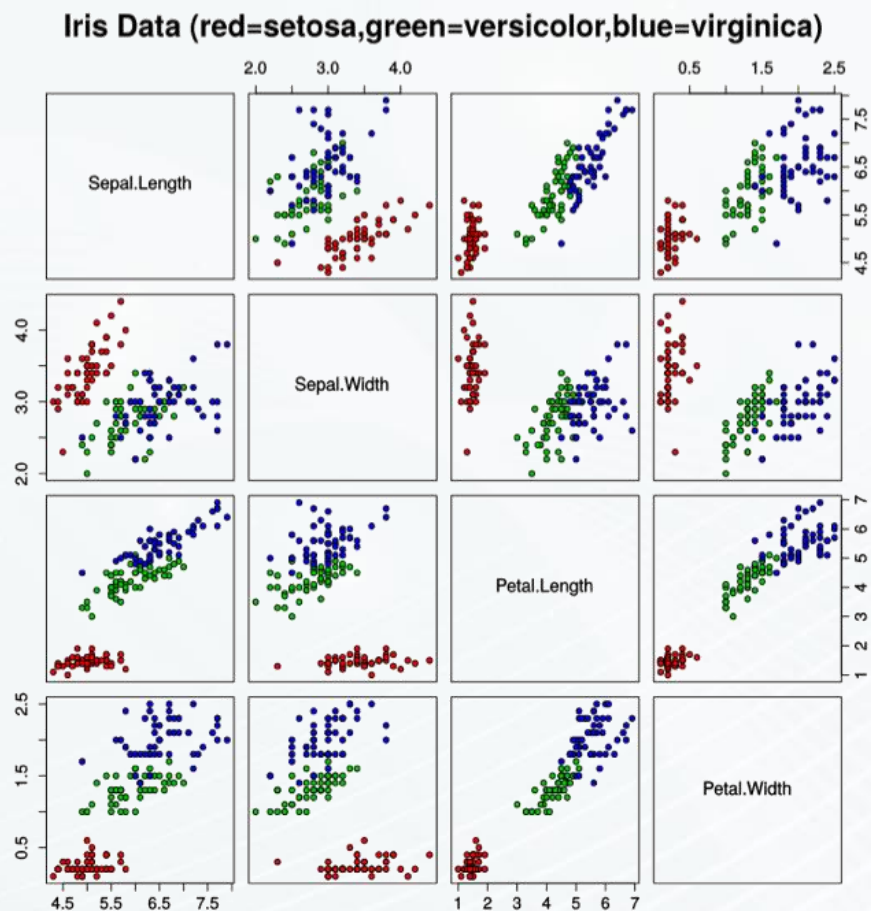 Iris Data (red=setosa,green=versicolor,blue=virginica)
2.0 3.0 4.0
0.5 1.5 2.5
Sepal.Length
4.5 5.5 6.5 7.5
2.0 3.0 4.0
Sepal.Width
Petal.Length
1 2 3 4 5 6 7
0.5 1.5 2.5
Petal.Width
4.5 5.5 6.5 7.5
1 2 3 4 5 6 7